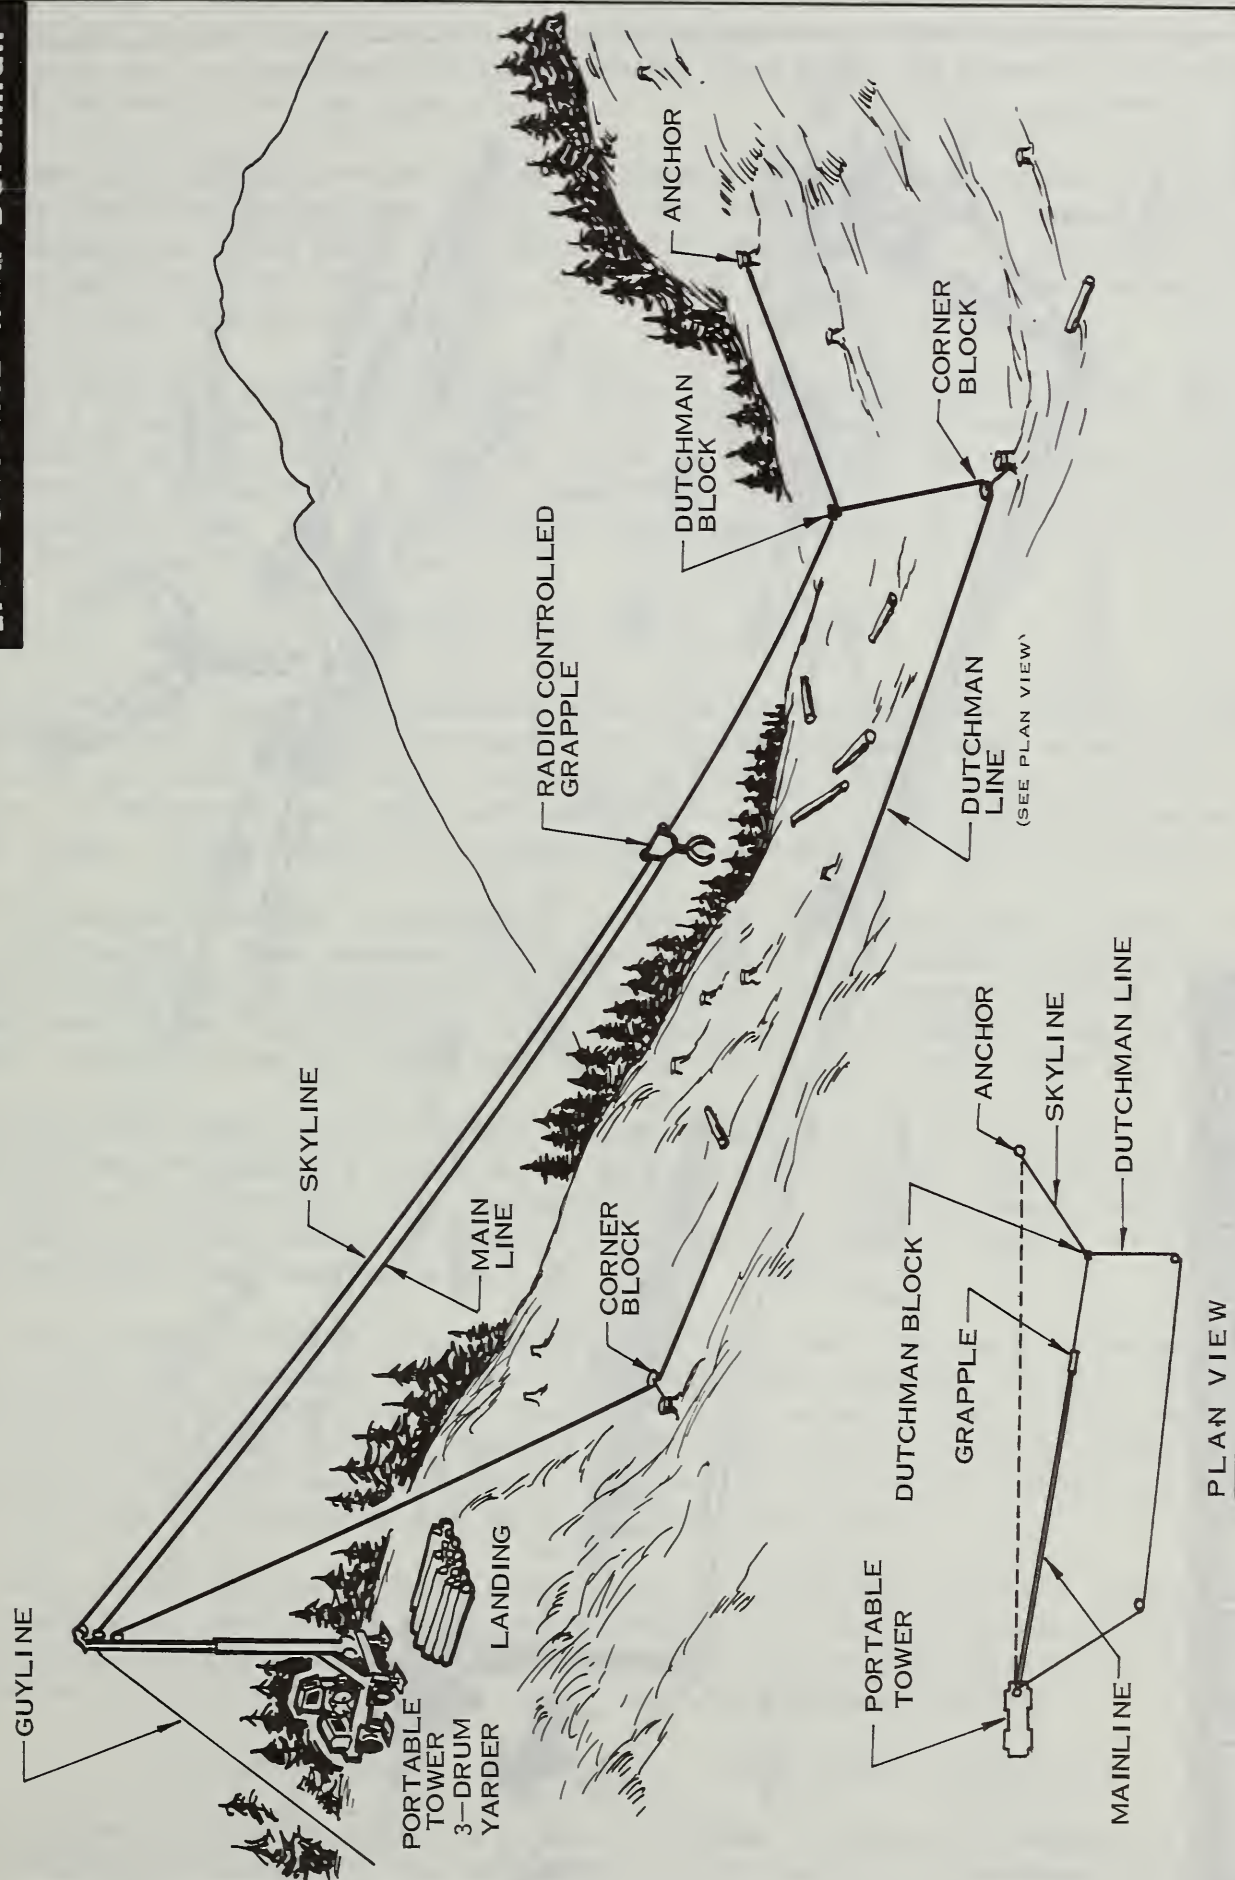 GUYLINE
SKYLINE
MAIN
LINE
RADIO CONTROLLED
GRAPPLE
DUTCHMAN
BLOCK
ANCHOR
PORTABLE
TOWER
3—DRUM
YARDER
LANDING
CORNER
BLOCK
DUTCHMAN
LINE
(SEE PLAN VIEW)
CORNER
BLOCK
PORTABLE
TOWER
DUTCHMAN BLOCK
GRAPPLE
ANCHOR
SKYLINE
DUTCHMAN LINE
MAINLINE
PLAN VIEW